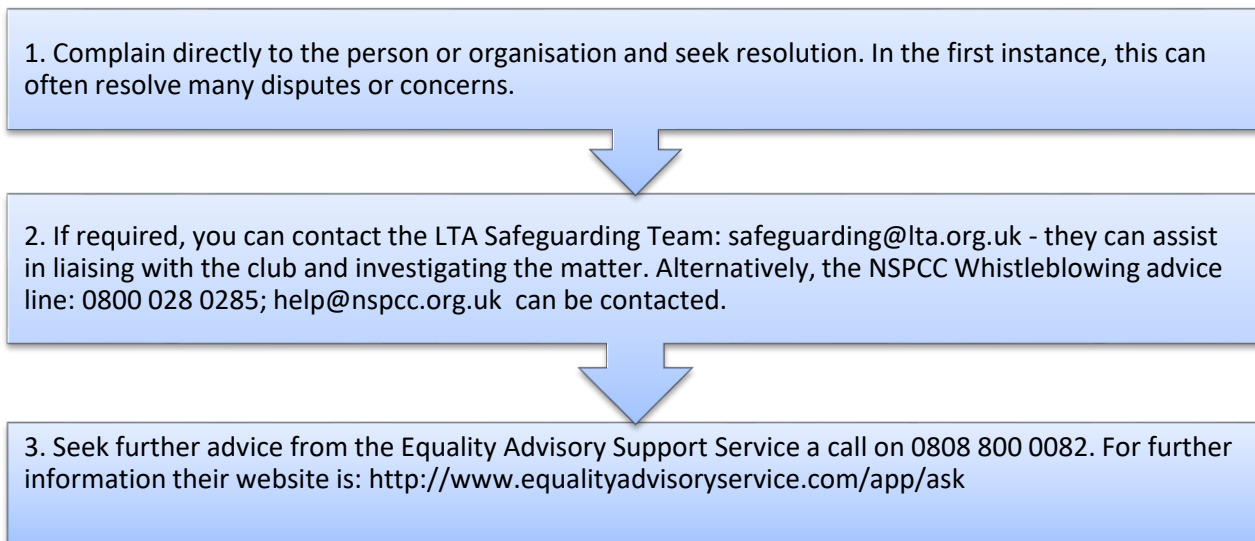 1. Complain directly to the person or organisation and seek resolution. In the first instance, this can
often resolve many disputes or concerns.
2. If required, you can contact the LTA Safeguarding Team: safeguarding@lta.org.uk - they can assist
in liaising with the club and investigating the matter. Alternatively, the NSPCC Whistleblowing advice
line: 0800 028 0285; help@nspcc.org.uk  can be contacted.
3. Seek further advice from the Equality Advisory Support Service a call on 0808 800 0082. For further
information their website is: http://www.equalityadvisoryservice.com/app/ask